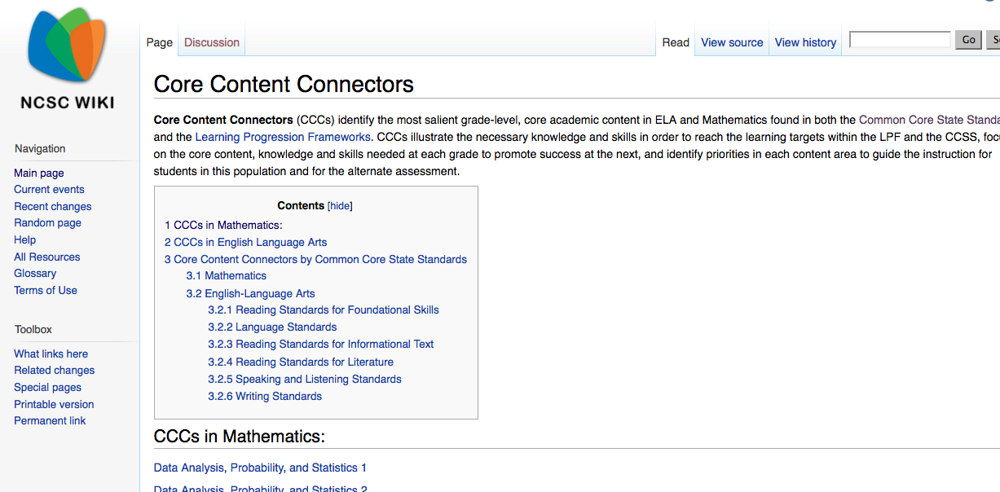 NCSC WIKI
Navigation
Main page
Current events
Recent changes
Random page
Help
All Resources
Glossary
Terms of Use
Toolbox
What links here
Related changes
Special pages
Printable version
Permanent link
Page Discussion Read View source View history Go
Core Content Connectors
Core Content Connectors (CCCs) identify the most salient grade-level, core academic content in ELA and Mathematics found in both the Common Core State
and the Learning Progression Frameworks. CCCs illustrate the necessary knowledge and skills in order to reach the learning targets within the LPF and the CCSS,
on the core content, knowledge and skills needed at each grade to promote success at the next, and identify priorities in each content area to guide the instruction for
students in this population and for the alternate assessment.
Contents [hide]
1 CCCs in Mathematics:
2 CCCs in English Language Arts
3 Core Content Connectors by Common Core State Standards
3.1 Mathematics
3.2 English-Language Arts
3.2.1 Reading Standards for Foundational Skills
3.2.2 Language Standards
3.2.3 Reading Standards for Informational Text
3.2.4 Reading Standards for Literature
3.2.5 Speaking and Listening Standards
3.2.6 Writing Standards
CCCs in Mathematics:
Data Analysis, Probability, and Statistics 1
Data Analysis, Probability, and Statistics 2